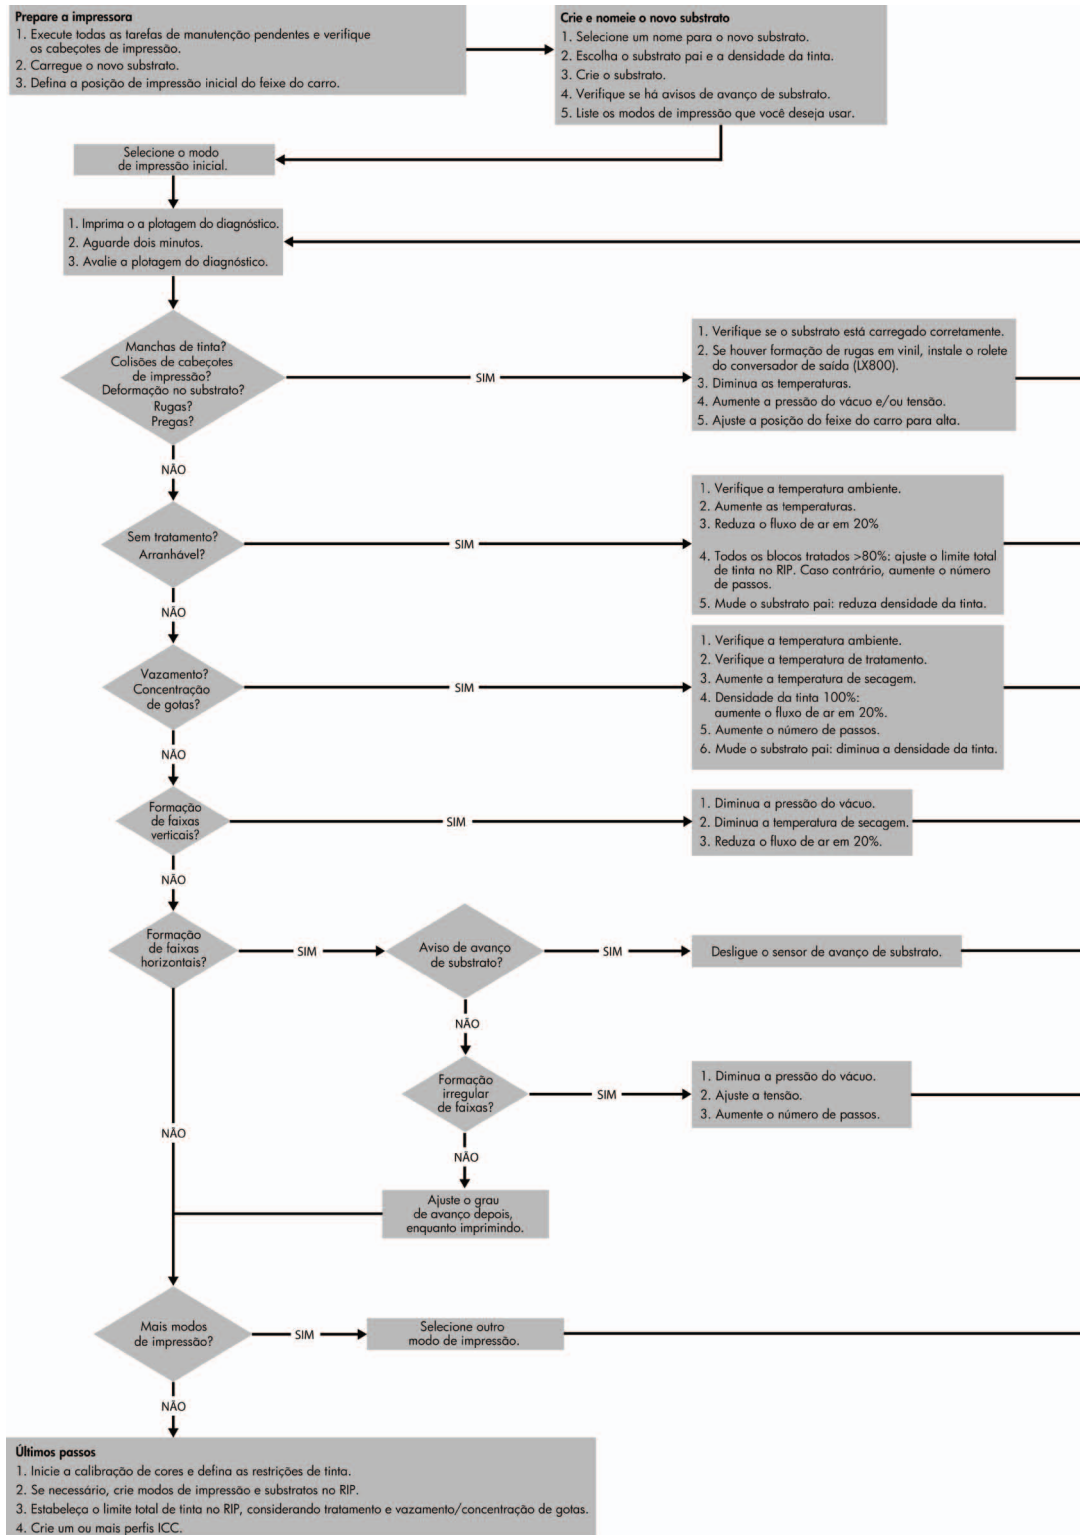 Prepare a impressora
1. Execute todas as tarefas de manutenção pendentes e verifique
os cabeçotes de impressão.
2. Carregue o novo substrato.
3. Defina a posição de impressão inicial do feixe do carro.
Crie e nomeie o novo substrato
1. Selecione um nome para o novo substrato.
2. Escolha o substrato pai e a densidade da tinta.
3. Crie o substrato.
4. Verifique se há avisos de avanço de substrato.
5. Liste os modos de impressão que você deseja usar.
Selecione o modo
de impressão inicial.
1. Imprima o a plotagem do diagnóstico.
2. Aguarde dois minutos.
3. Avalie a plotagem do diagnóstico.
Manchas de tinta?
Colisões de cabeçotes
de impressão?
Deformação no substrato?
Rugas?
Pregas?
SIM
1. Verifique se o substrato está carregado corretamente.
2. Se houver formação de rugas em vinil, instale o rolete
do conversador de saída (LX800).
3. Diminua as temperaturas.
4. Aumente a pressão do vácuo e/ou tensão.
5. Ajuste a posição do feixe do carro para alta.
NÃO
Sem tratamento?
Arranhável?
SIM
1. Verifique a temperatura ambiente.
2. Aumente as temperaturas.
3. Reduza o fluxo de ar em 20%
4. Todos os blocos tratados >80%: ajuste o limite total
de tinta no RIP. Caso contrário, aumente o número
de passos.
5. Mude o substrato pai: reduza densidade da tinta.
NÃO
Vazamento?
Concentração
de gotas?
SIM
1. Verifique a temperatura ambiente.
2. Verifique a temperatura de tratamento.
3. Aumente a temperatura de secagem.
4. Densidade da tinta 100%:
aumente o fluxo de ar em 20%.
5. Aumente o número de passos.
6. Mude o substrato pai: diminua a densidade da tinta.
NÃO
Formação
de faixas
verticais?
SIM
1. Diminua a pressão do vácuo.
2. Diminua a temperatura de secagem.
3. Reduza o fluxo de ar em 20%.
NÃO
Formação
de faixas
horizontais?
SIM
Aviso de avanço
de substrato?
SIM
Desligue o sensor de avanço de substrato.
NÃO
Formação
irregular
de faixas?
SIM
1. Diminua a pressão do vácuo.
2. Ajuste a tensão.
3. Aumente o número de passos.
NÃO
NÃO
Ajuste o grau
de avanço depois,
enquanto imprimindo.
Mais modos
de impressão?
SIM
Selecione outro
modo de impressão.
NÃO
Últimos passos
1. Inicie a calibração de cores e defina as restrições de tinta.
2. Se necessário, crie modos de impressão e substratos no RIP.
3. Estabeleça o limite total de tinta no RIP, considerando tratamento e vazamento/concentração de gotas.
4. Crie um ou mais perfis ICC.